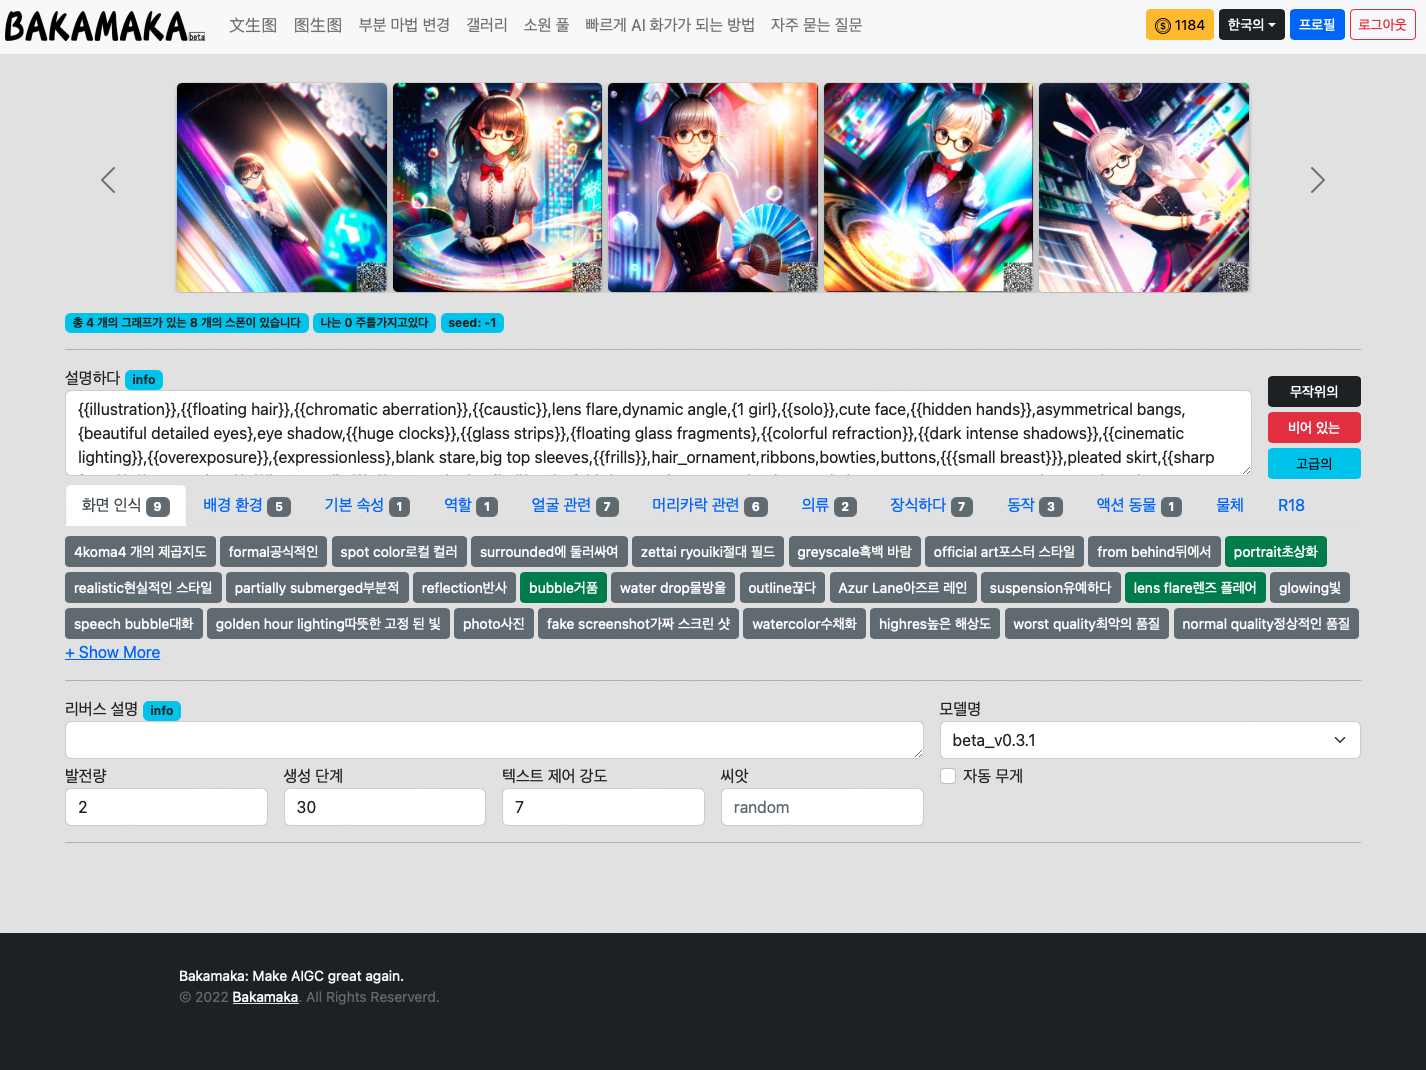 BAKAMAKA beta
文生图 图生图 부분 마법 변경 갤러리 소원 풀 빠르게 AI 화가가 되는 방법 자주 묻는 질문
1184 한국의 프로필 로그아웃
총 4 개의 그래프가 있는 8 개의 스폰이 있습니다 나는 0 주를가지고있다 seed: -1
설명하다 info
{{illustration}},{{floating hair}},{{chromatic aberration}},{{caustic}},lens flare,dynamic angle,{1 girl},{{solo}},cute face,{{hidden hands}},asymmetrical bangs,
{beautiful detailed eyes},eye shadow,{{huge clocks}},{{glass strips}},{floating glass fragments},{{colorful refraction}},{{dark intense shadows}},{{cinematic
lighting}},{{overexposure}},{expressionless},blank stare,big top sleeves,{{frills}},hair_ornament,ribbons,bowties,buttons,{{{small breast}}},pleated skirt,{{sharp
무작위의
비어 있는
고급의
화면 인식 9 배경 환경 5 기본 속성 1 역할 1 얼굴 관련 7 머리카락 관련 6 의류 2 장식하다 7 동작 3 액션 동물 1 물체 R18
4koma4 개의 제곱지도 formal공식적인 spot color로컬 컬러 surrounded에 둘러싸여 zettai ryouiki절대 필드 greyscale흑백 바람 official art포스터 스타일 from behind뒤에서 portrait초상화
realistic현실적인 스타일 partially submerged부분적 reflection반사 bubble거품 water drop물방울 outline끊다 Azur Lane아즈르 레인 suspension유예하다 lens flare렌즈 플레어 glowing빛
speech bubble대화 golden hour lighting따뜻한 고정 된 빛 photo사진 fake screenshot가짜 스크린 샷 watercolor수채화 highres높은 해상도 worst quality최악의 품질 normal quality정상적인 품질
+ Show More
리버스 설명 info
모델명
beta_v0.3.1
발전량 생성 단계 텍스트 제어 강도 씨앗
자동 무게
2 30 7 random
Bakamaka: Make AIGC great again.
© 2022 Bakamaka. All Rights Reserverd.